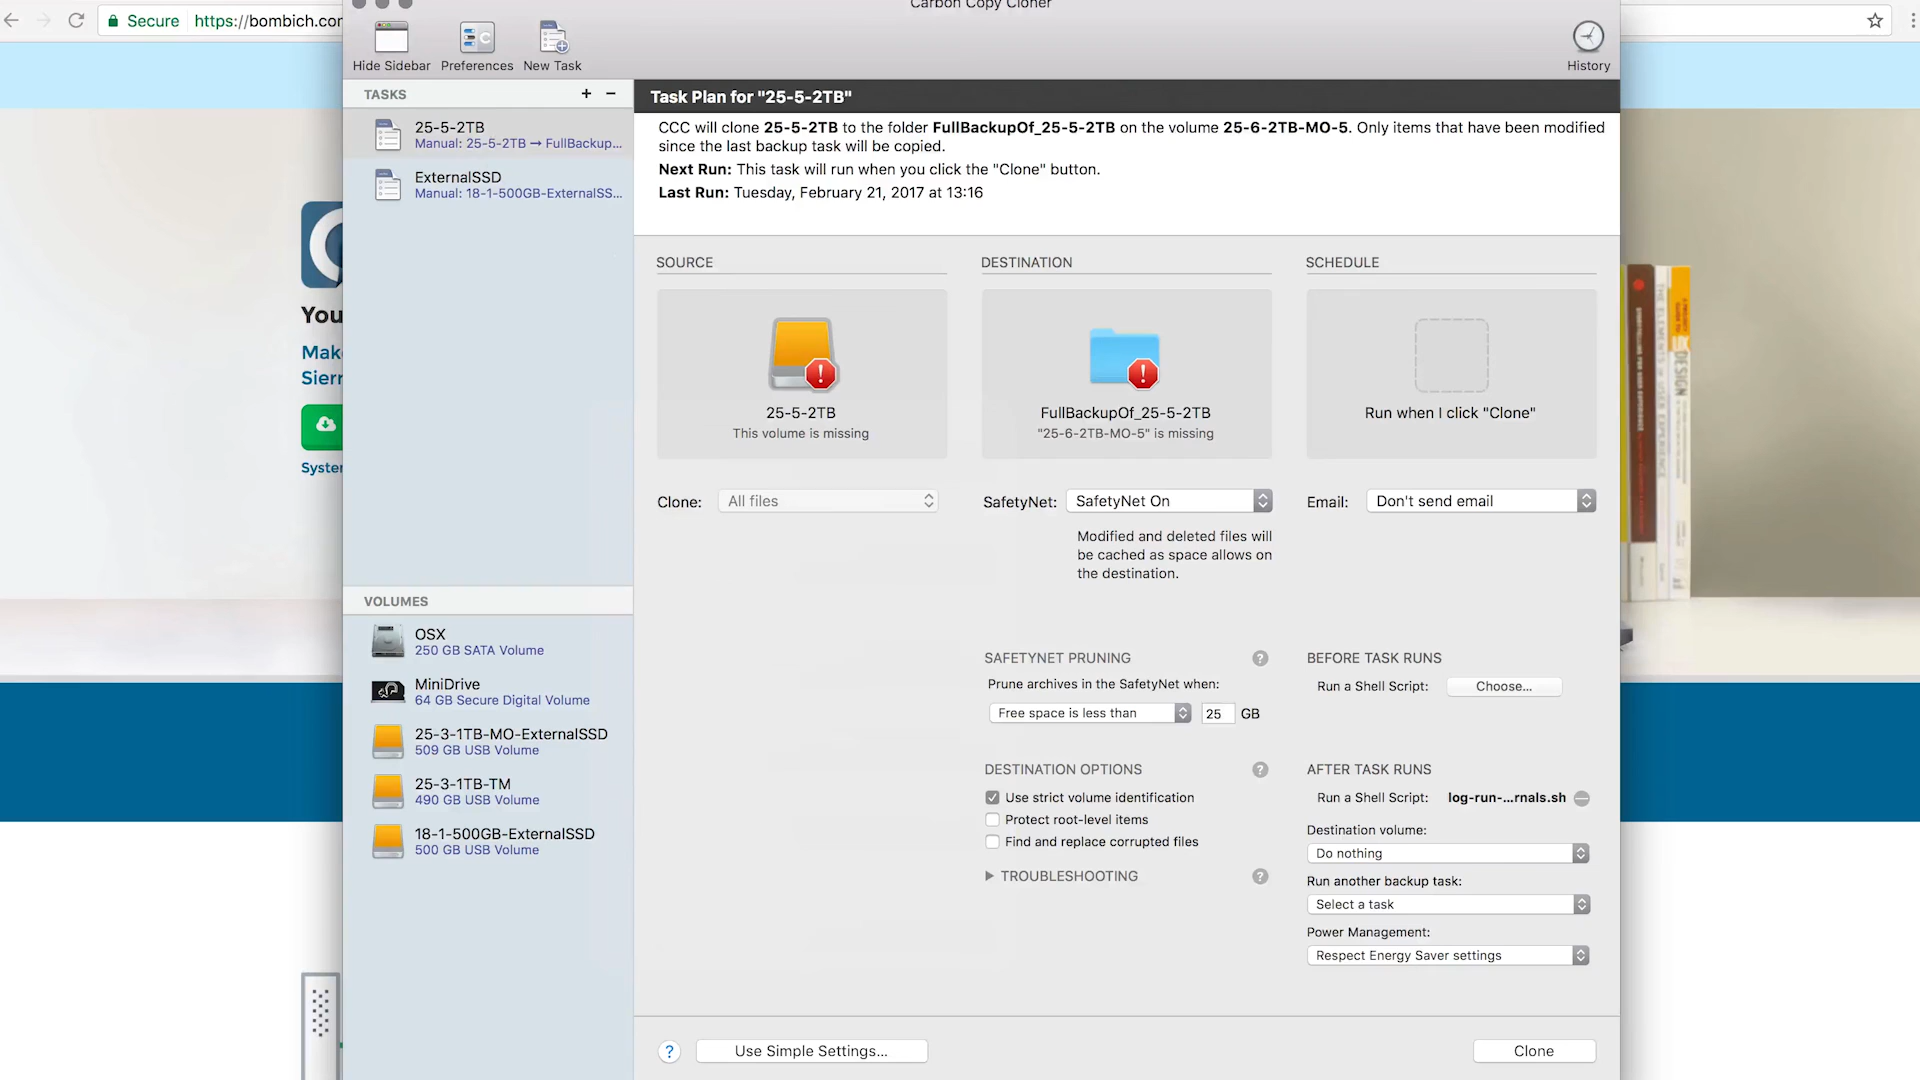 Secure https://bombich.con
Carbon Copy Cloner
Hide Sidebar Preferences New Task
History
TASKS + −
Task Plan for "25-5-2TB"
25-5-2TB
Manual: 25-5-2TB → FullBackup...
ExternalSSD
Manual: 18-1-500GB-ExternalSS...
CCC will clone 25-5-2TB to the folder FullBackupOf_25-5-2TB on the volume 25-6-2TB-MO-5. Only items that have been modified
since the last backup task will be copied.
Next Run: This task will run when you click the "Clone" button.
Last Run: Tuesday, February 21, 2017 at 13:16
You
Make
Sierr
System
SOURCE
25-5-2TB
This volume is missing
Clone: All files
DESTINATION
FullBackupOf_25-5-2TB
"25-6-2TB-MO-5" is missing
SafetyNet: SafetyNet On
Modified and deleted files will
be cached as space allows on
the destination.
SCHEDULE
Run when I click "Clone"
Email: Don't send email
VOLUMES
OSX
250 GB SATA Volume
MiniDrive
64 GB Secure Digital Volume
25-3-1TB-MO-ExternalSSD
509 GB USB Volume
25-3-1TB-TM
490 GB USB Volume
18-1-500GB-ExternalSSD
500 GB USB Volume
SAFETYNET PRUNING ?
Prune archives in the SafetyNet when:
Free space is less than 25 GB
DESTINATION OPTIONS ?
Use strict volume identification
Protect root-level items
Find and replace corrupted files
TROUBLESHOOTING ?
BEFORE TASK RUNS
Run a Shell Script: Choose...
AFTER TASK RUNS
Run a Shell Script: log-run-...rnals.sh
Destination volume:
Do nothing
Run another backup task:
Select a task
Power Management:
Respect Energy Saver settings
? Use Simple Settings... Clone
DESIGN